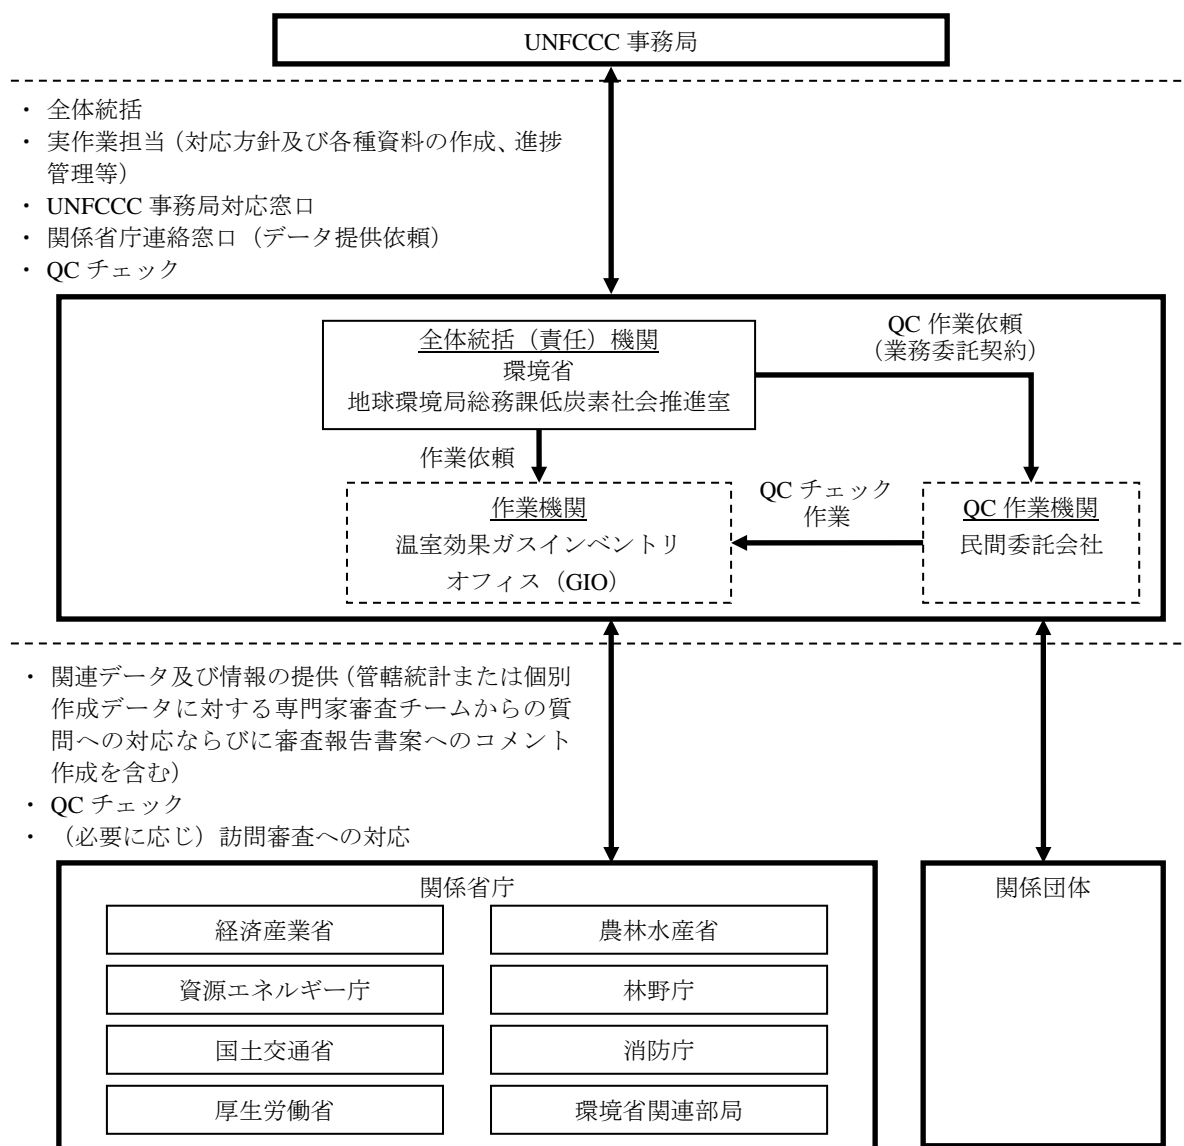 UNFCCC 事務局
・ 全体統括
・ 実作業担当（対応方針及び各種資料の作成、進捗
管理等）
・ UNFCCC 事務局対応窓口
・ 関係省庁連絡窓口（データ提供依頼）
・ QC チェック
全体統括（責任）機関
環境省
地球環境局総務課低炭素社会推進室
QC 作業依頼
（業務委託契約）
作業依頼
作業機関
温室効果ガスインベントリ
オフィス（GIO）
QC チェック
作業
QC 作業機関
民間委託会社
・ 関連データ及び情報の提供（管轄統計または個別
作成データに対する専門家審査チームからの質
問への対応ならびに審査報告書案へのコメント
作成を含む）
・ QC チェック
・ （必要に応じ）訪問審査への対応
関係省庁
経済産業省
農林水産省
資源エネルギー庁
林野庁
国土交通省
消防庁
厚生労働省
環境省関連部局
関係団体